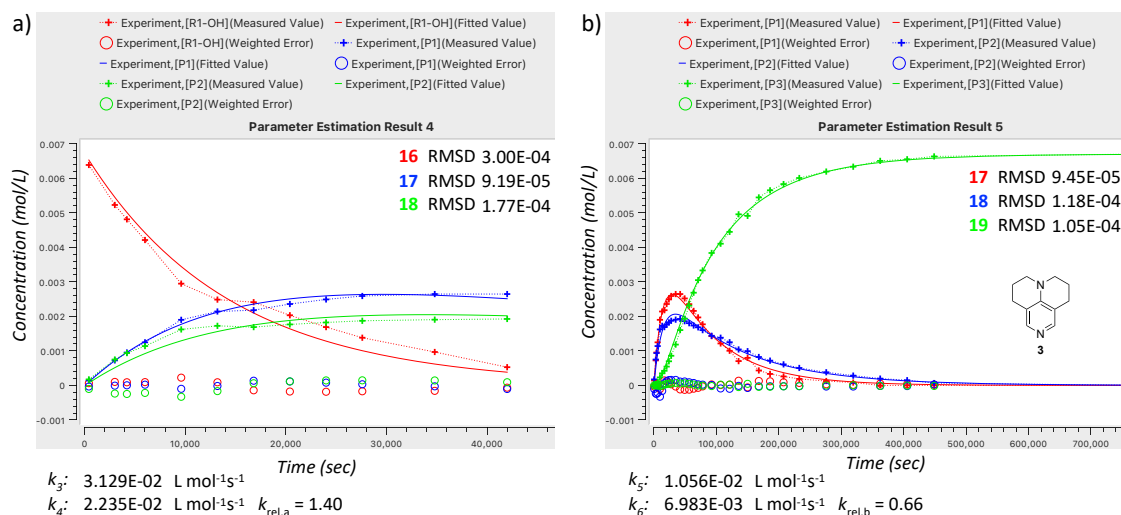 a)
Experiment,[R1-OH](Measured Value) Experiment,[R1-OH](Fitted Value)
Experiment,[R1-OH](Weighted Error) Experiment,[P1](Measured Value)
Experiment,[P1](Fitted Value) Experiment,[P1](Weighted Error)
Experiment,[P2](Measured Value) Experiment,[P2](Fitted Value)
Experiment,[P2](Weighted Error)
Parameter Estimation Result 4
Concentration (mol/L)
0.007
0.006
0.005
0.004
0.003
0.002
0.001
0
-0.001
16 RMSD 3.00E-04
17 RMSD 9.19E-05
18 RMSD 1.77E-04
0 10,000 20,000 30,000 40,000
Time (sec)
k3: 3.129E-02 L mol-1s-1
k4: 2.235E-02 L mol-1s-1 krel.a = 1.40
b)
Experiment,[P1](Measured Value) Experiment,[P1](Fitted Value)
Experiment,[P1](Weighted Error) Experiment,[P2](Measured Value)
Experiment,[P2](Fitted Value) Experiment,[P2](Weighted Error)
Experiment,[P3](Measured Value) Experiment,[P3](Fitted Value)
Experiment,[P3](Weighted Error)
Parameter Estimation Result 5
Concentration (mol/L)
0.007
0.006
0.005
0.004
0.003
0.002
0.001
0
-0.001
17 RMSD 9.45E-05
18 RMSD 1.18E-04
19 RMSD 1.05E-04
N
N
3
0 100,000 200,000 300,000 400,000 500,000 600,000 700,000
Time (sec)
k5: 1.056E-02 L mol-1s-1
k6: 6.983E-03 L mol-1s-1 krel.b = 0.66